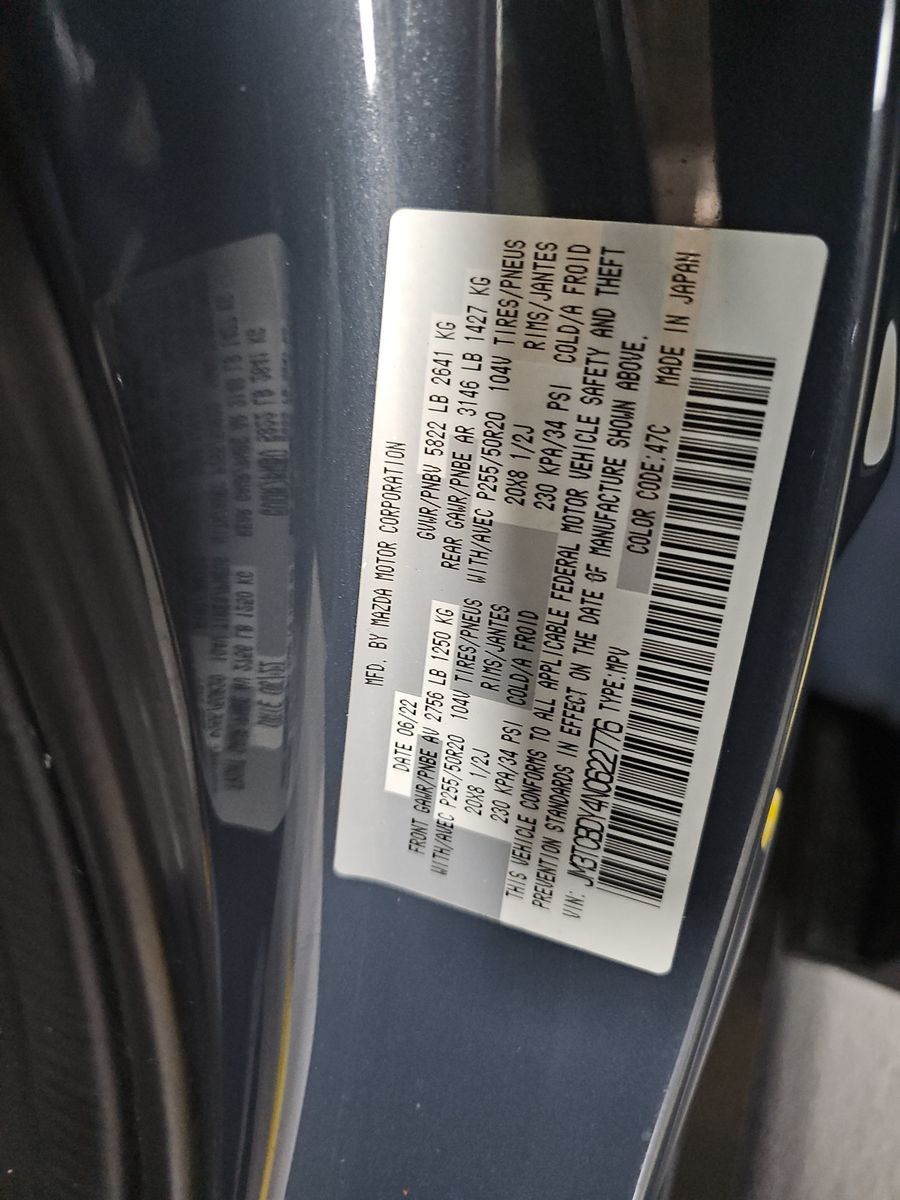 MFD. BY MAZDA MOTOR CORPORATION
DATE 06/22 GVWR/PNBV 5822 LB 2641 KG
FRONT GAWR/PNBE AV 2756 LB 1250 KG REAR GAWR/PNBE AR 3146 LB 1427 KG
WITH/AVEC P255/50R20 104V TIRES/PNEUS WITH/AVEC P255/50R20 104V TIRES/PNEUS
20X8 1/2J RIMS/JANTES 20X8 1/2J RIMS/JANTES
230 KPA/34 PSI COLD/A FROID 230 KPA/34 PSI COLD/A FROID
THIS VEHICLE CONFORMS TO ALL APPLICABLE FEDERAL MOTOR VEHICLE SAFETY AND THEFT
PREVENTION STANDARDS IN EFFECT ON THE DATE OF MANUFACTURE SHOWN ABOVE.
VIN: JM3TCBDY4N0622776 TYPE:MPV COLOR CODE:47C
MADE IN JAPAN